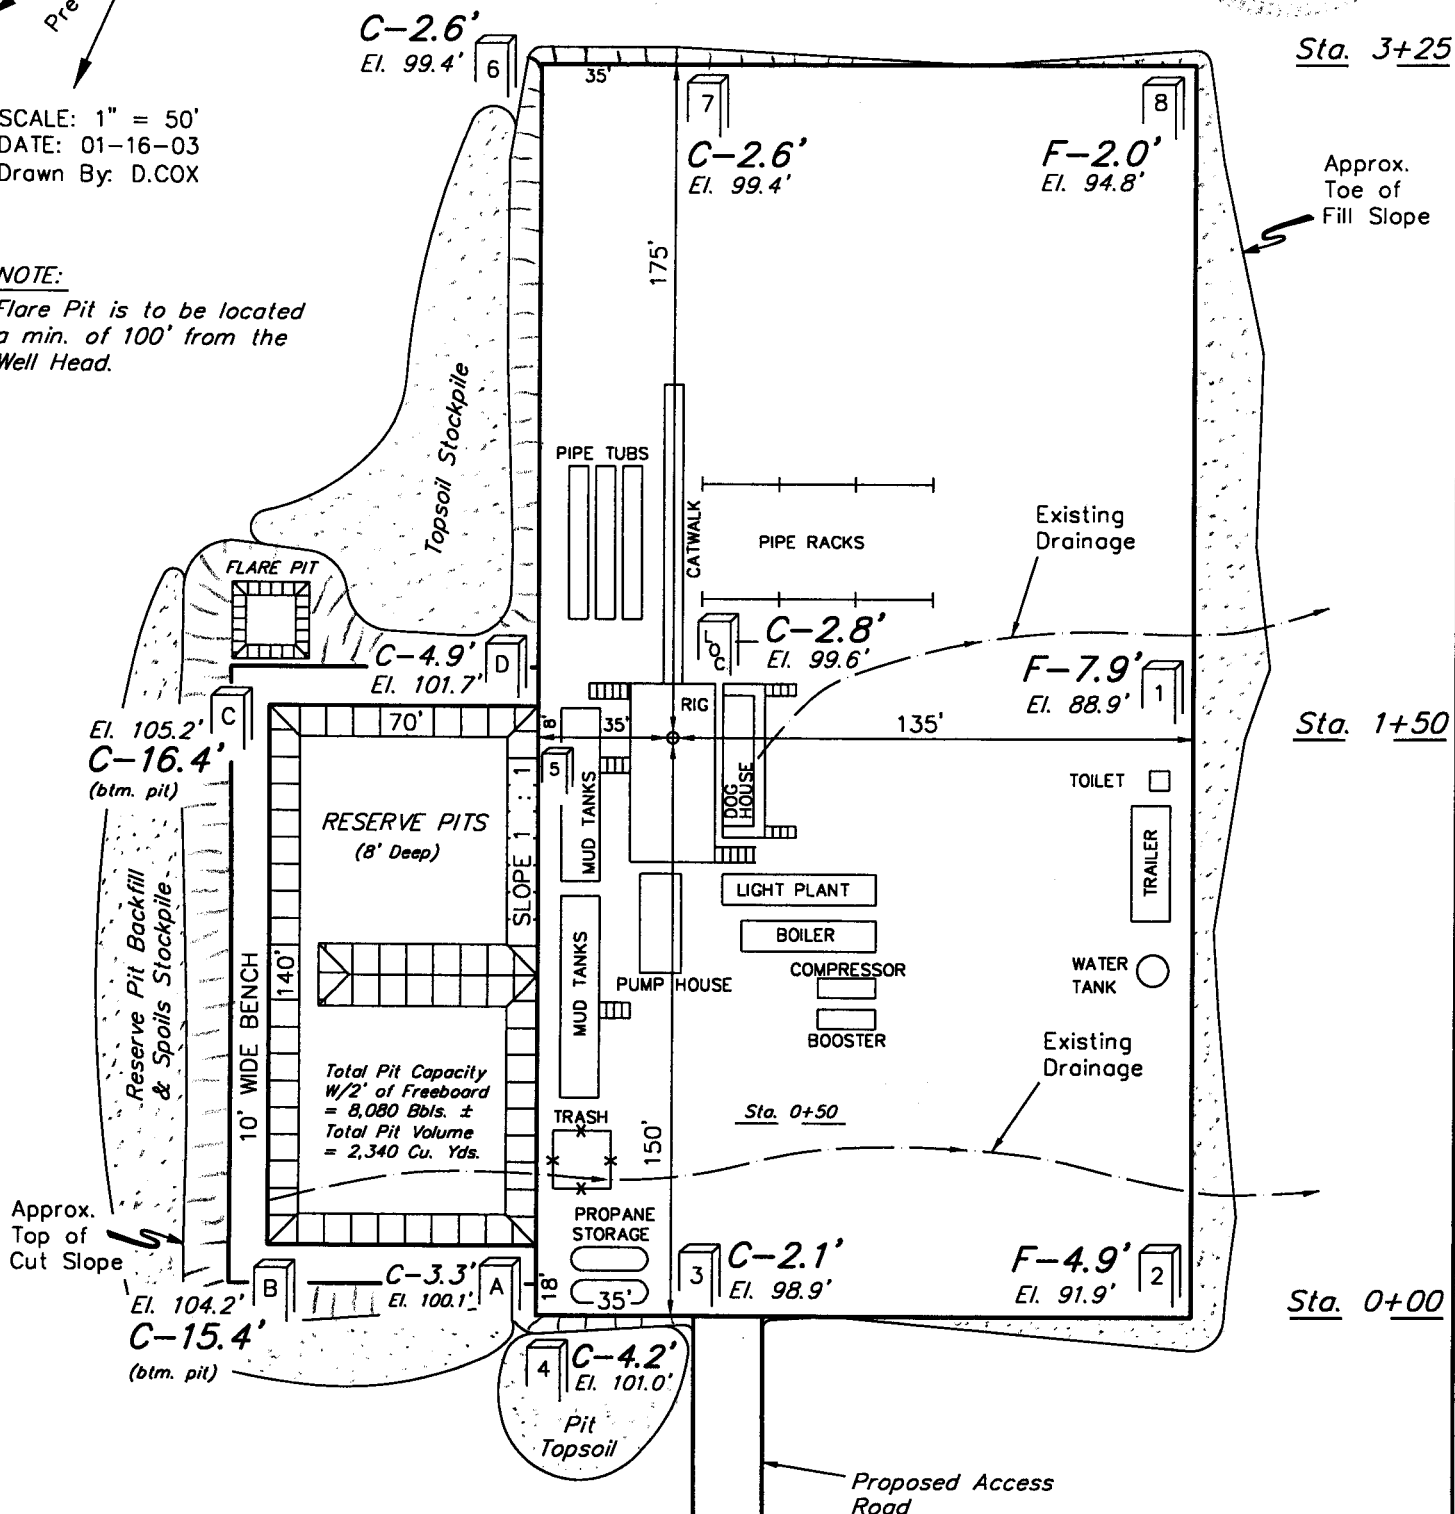 Pre
C-2.6'
El. 99.4'
6
35'
Sta. 3+25
SCALE: 1" = 50'
DATE: 01-16-03
Drawn By: D.COX
7
8
C-2.6'
El. 99.4'
F-2.0'
El. 94.8'
Approx.
Toe of
Fill Slope
175'
NOTE:
Flare Pit is to be located
a min. of 100' from the
Well Head.
Topsoil Stockpile
PIPE TUBS
CATWALK
PIPE RACKS
Existing
Drainage
FLARE PIT
C-4.9'
El. 101.7'
D
LOC
C-2.8'
El. 99.6'
F-7.9'
El. 88.9'
1
C
El. 105.2'
C-16.4'
(btm. pit)
70'
8'
35'
RIG
135'
Sta. 1+50
5
MUD TANKS
DOG
HOUSE
TOILET
TRAILER
RESERVE PITS
(8' Deep)
SLOPE 1 : 1
LIGHT PLANT
BOILER
Reserve Pit Backfill
& Spoils Stockpile
10' WIDE BENCH
140'
MUD TANKS
PUMP HOUSE
COMPRESSOR
BOOSTER
WATER
TANK
Existing
Drainage
Total Pit Capacity
W/2' of Freeboard
= 8,080 Bbls. ±
Total Pit Volume
= 2,340 Cu. Yds.
TRASH
150'
Sta. 0+50
Approx.
Top of
Cut Slope
PROPANE
STORAGE
B
El. 104.2'
C-15.4'
(btm. pit)
C-3.3'
El. 100.1'
A
18'
35'
3
C-2.1'
El. 98.9'
F-4.9'
El. 91.9'
2
Sta. 0+00
4
C-4.2'
El. 101.0'
Pit
Topsoil
Proposed Access
Road